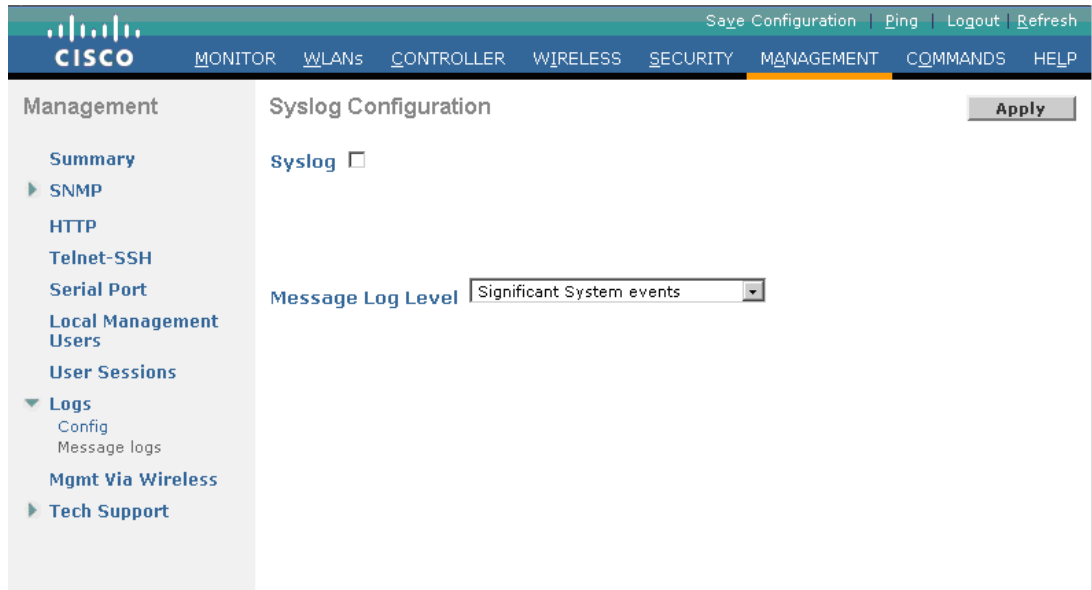 Save Configuration | Ping | Logout | Refresh
CISCO
MONITOR WLANs CONTROLLER WIRELESS SECURITY MANAGEMENT COMMANDS HELP
Management
Summary
SNMP
HTTP
Telnet-SSH
Serial Port
Local Management
Users
User Sessions
Logs
Config
Message logs
Mgmt Via Wireless
Tech Support
Syslog Configuration
Apply
Syslog
Message Log Level Significant System events